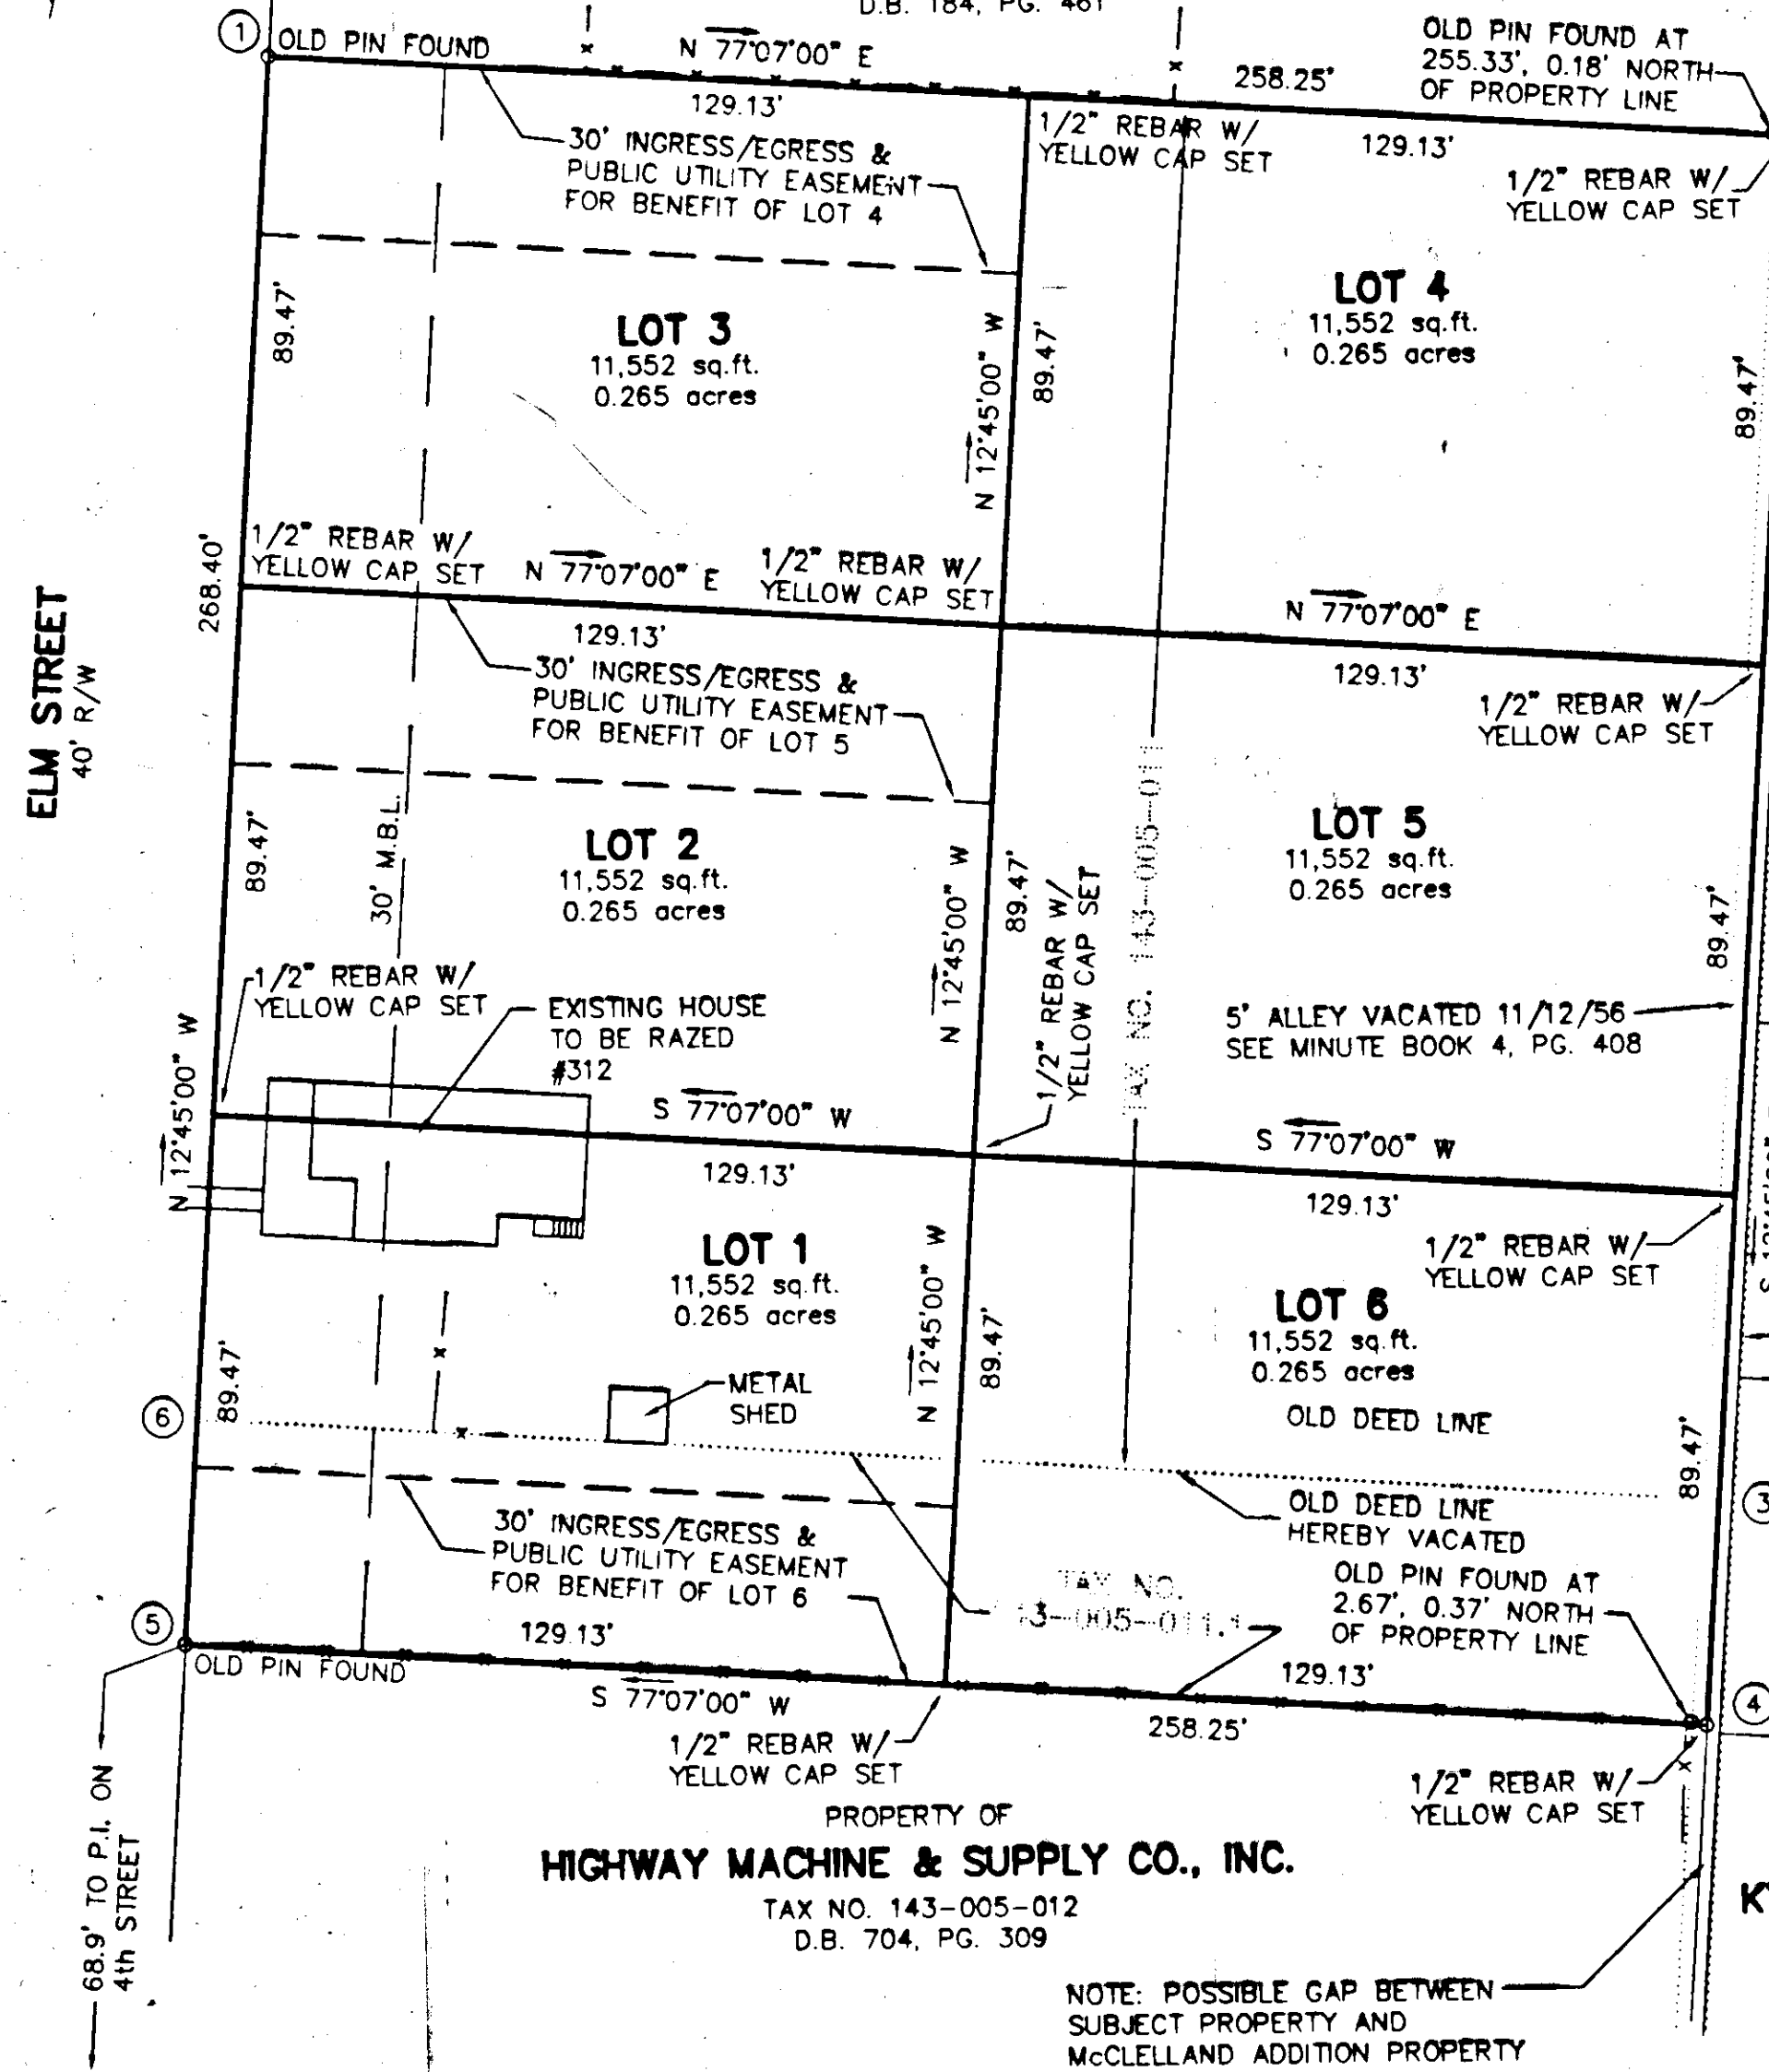 D.B. 184, PG. 461
1
OLD PIN FOUND
N 77°07'00" E
258.25'
OLD PIN FOUND AT
255.33', 0.18' NORTH
OF PROPERTY LINE
129.13'
30' INGRESS/EGRESS &
PUBLIC UTILITY EASEMENT
FOR BENEFIT OF LOT 4
1/2" REBAR W/
YELLOW CAP SET
129.13'
1/2" REBAR W/
YELLOW CAP SET
LOT 3
11,552 sq.ft.
0.265 acres
89.47'
N 12°45'00" W
89.47'
LOT 4
11,552 sq.ft.
0.265 acres
89.47'
1/2" REBAR W/
YELLOW CAP SET
N 77°07'00" E
1/2" REBAR W/
YELLOW CAP SET
N 77°07'00" E
268.40'
ELM STREET
40' R/W
129.13'
30' INGRESS/EGRESS &
PUBLIC UTILITY EASEMENT
FOR BENEFIT OF LOT 5
129.13'
1/2" REBAR W/
YELLOW CAP SET
89.47'
30' M.B.L.
LOT 2
11,552 sq.ft.
0.265 acres
N 12°45'00" W
89.47'
1/2" REBAR W/
YELLOW CAP SET
TAX NO. 143-005-011
LOT 5
11,552 sq.ft.
0.265 acres
89.47'
1/2" REBAR W/
YELLOW CAP SET
EXISTING HOUSE
TO BE RAZED
#312
5' ALLEY VACATED 11/12/56
SEE MINUTE BOOK 4, PG. 408
N 12°45'00" W
S 77°07'00" W
129.13'
S 77°07'00" W
129.13'
1/2" REBAR W/
YELLOW CAP SET
LOT 1
11,552 sq.ft.
0.265 acres
89.47'
N 12°45'00" W
89.47'
LOT 6
11,552 sq.ft.
0.265 acres
METAL
SHED
6
OLD DEED LINE
89.47'
3
OLD DEED LINE
HEREBY VACATED
30' INGRESS/EGRESS &
PUBLIC UTILITY EASEMENT
FOR BENEFIT OF LOT 6
TAX NO.
13-005-011.1
OLD PIN FOUND AT
2.67', 0.37' NORTH
OF PROPERTY LINE
5
129.13'
OLD PIN FOUND
S 77°07'00" W
129.13'
258.25'
4
1/2" REBAR W/
YELLOW CAP SET
1/2" REBAR W/
YELLOW CAP SET
68.9' TO P.I. ON
4th STREET
PROPERTY OF
HIGHWAY MACHINE & SUPPLY CO., INC.
TAX NO. 143-005-012
D.B. 704, PG. 309
NOTE: POSSIBLE GAP BETWEEN
SUBJECT PROPERTY AND
McCLELLAND ADDITION PROPERTY